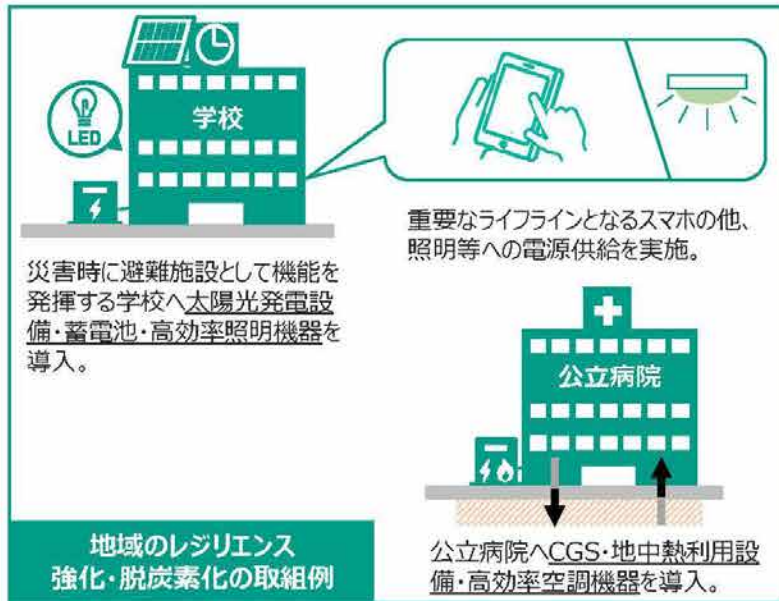 学校
LED
重要なライフラインとなるスマホの他、
照明等への電源供給を実施。
災害時に避難施設として機能を
発揮する学校へ太陽光発電設
備・蓄電池・高効率照明機器を
導入。
公立病院
公立病院へCGS・地中熱利用設
備・高効率空調機器を導入。
地域のレジリエンス
強化・脱炭素化の取組例